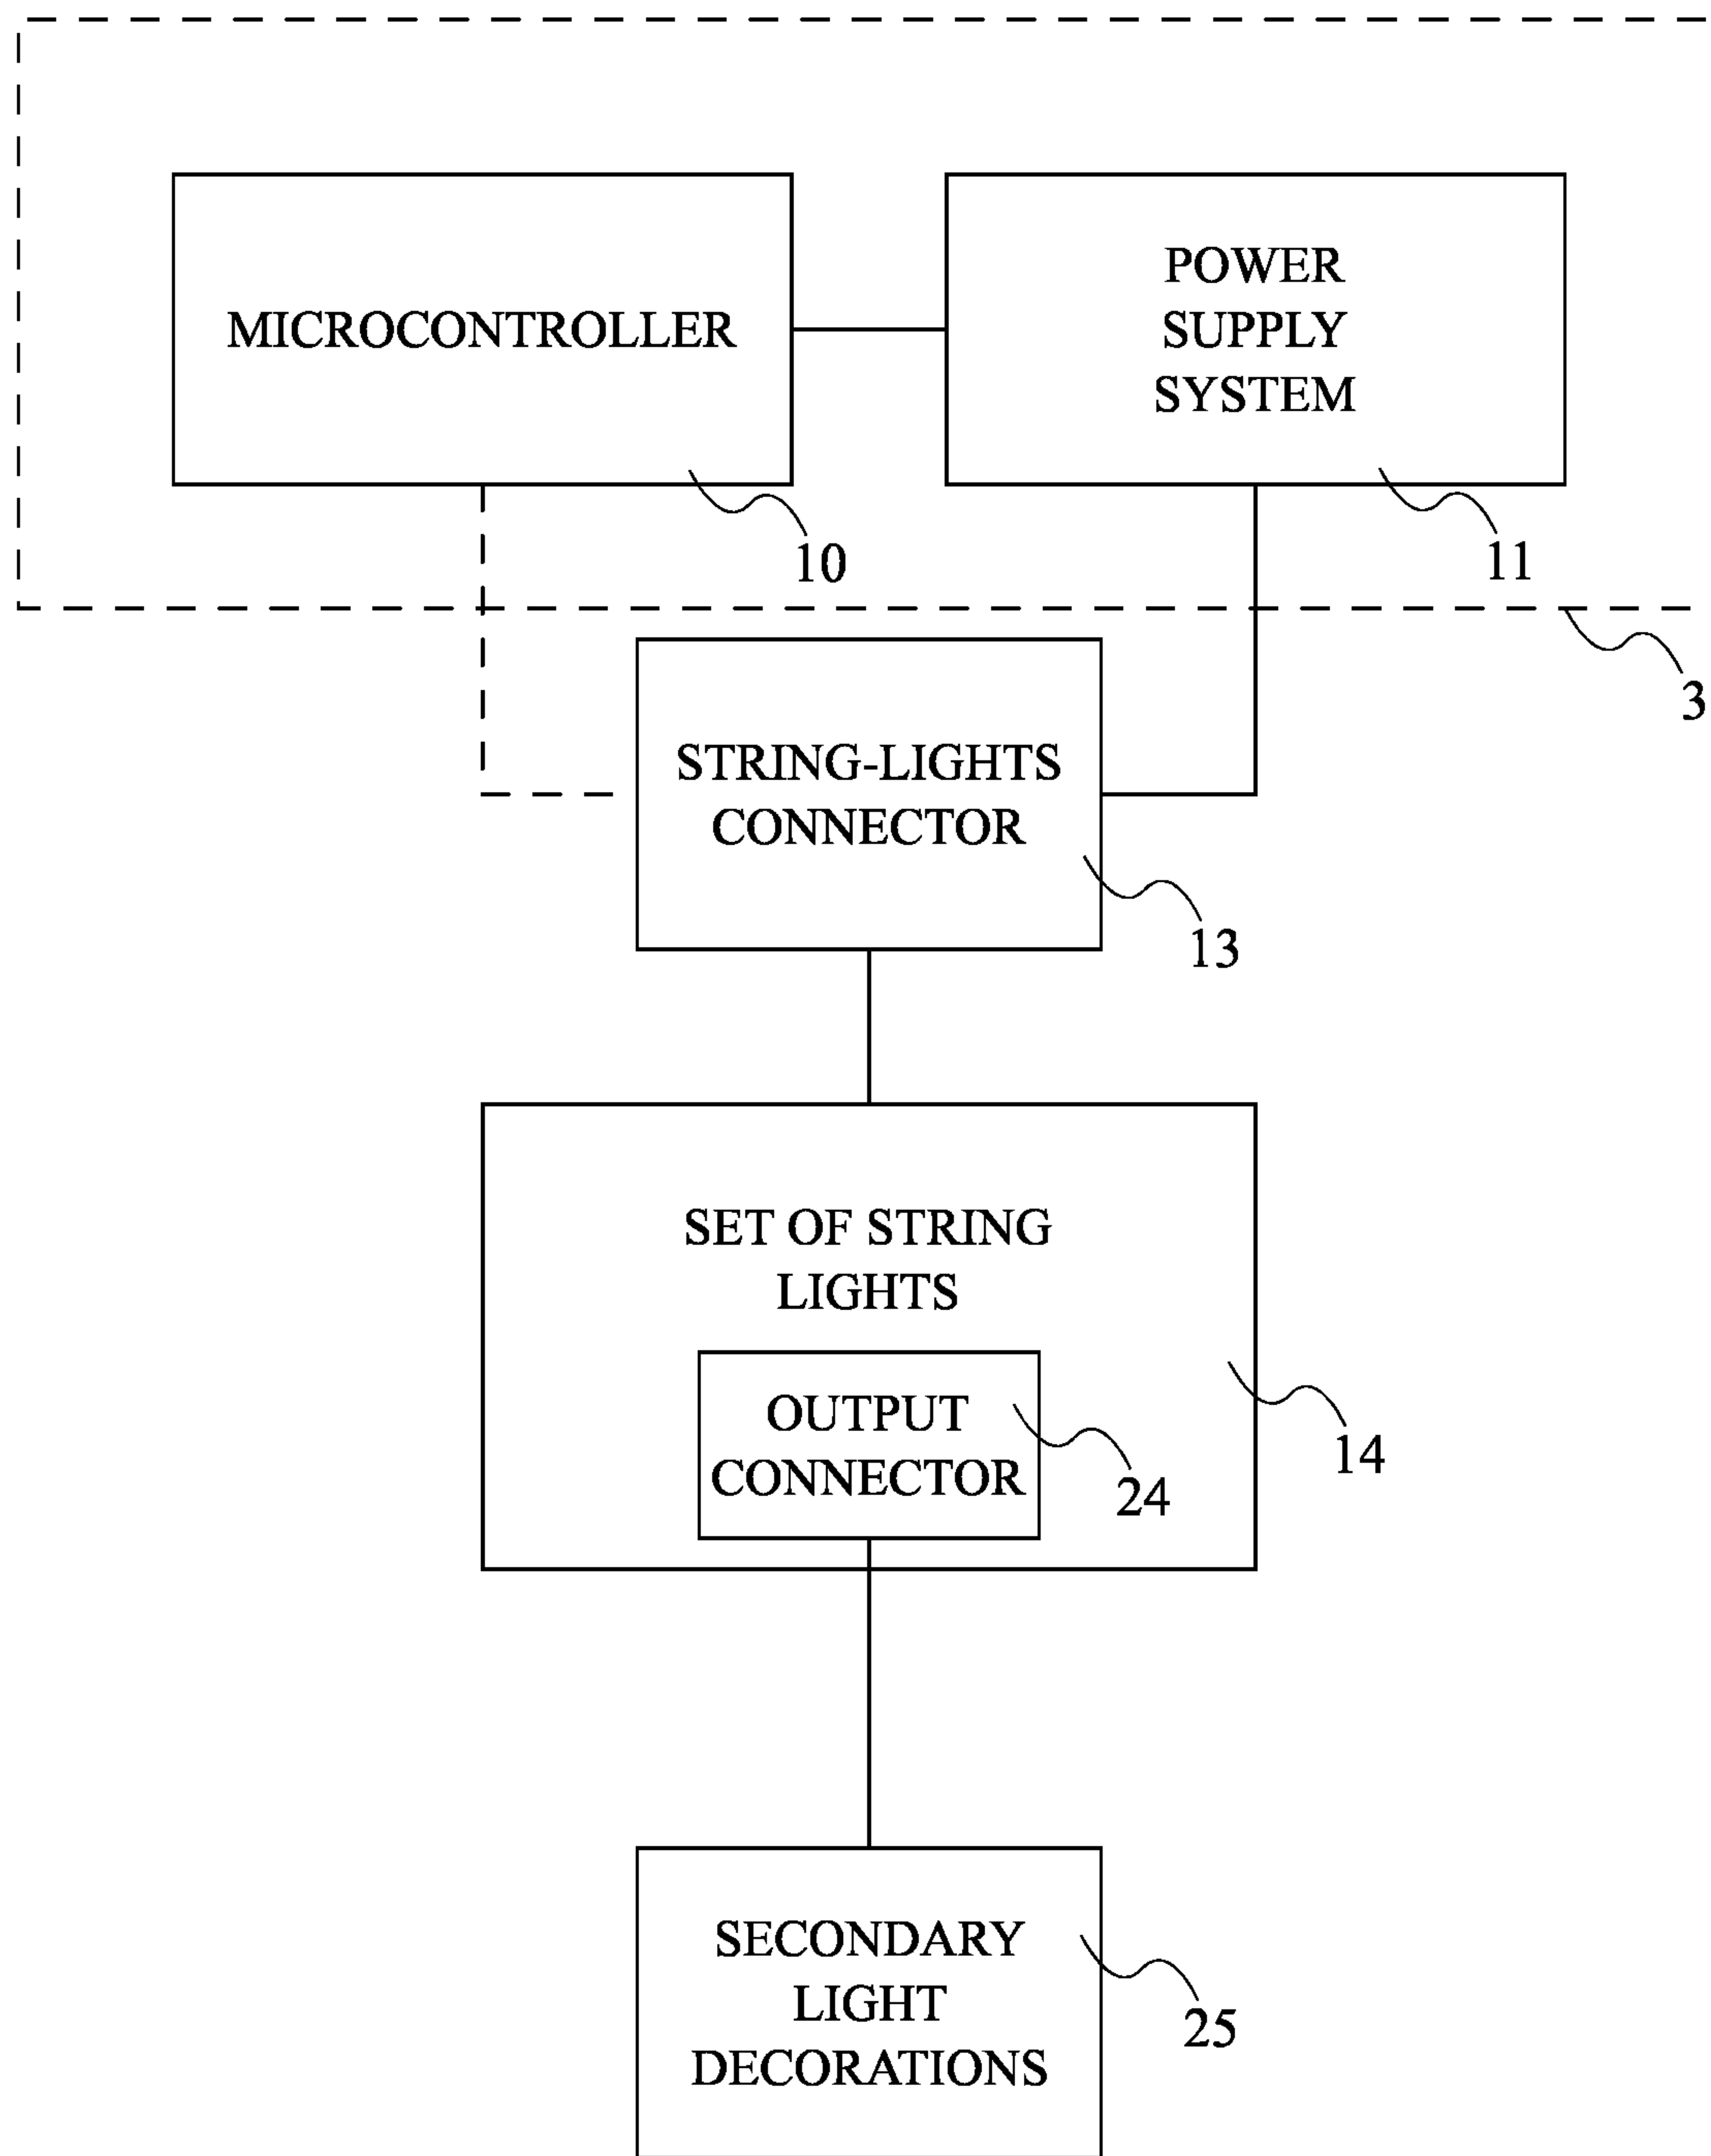 MICROCONTROLLER
POWER
SUPPLY
SYSTEM
10
11
3
STRING-LIGHTS
CONNECTOR
13
SET OF STRING
LIGHTS
OUTPUT
CONNECTOR
14
24
SECONDARY
LIGHT
DECORATIONS
25